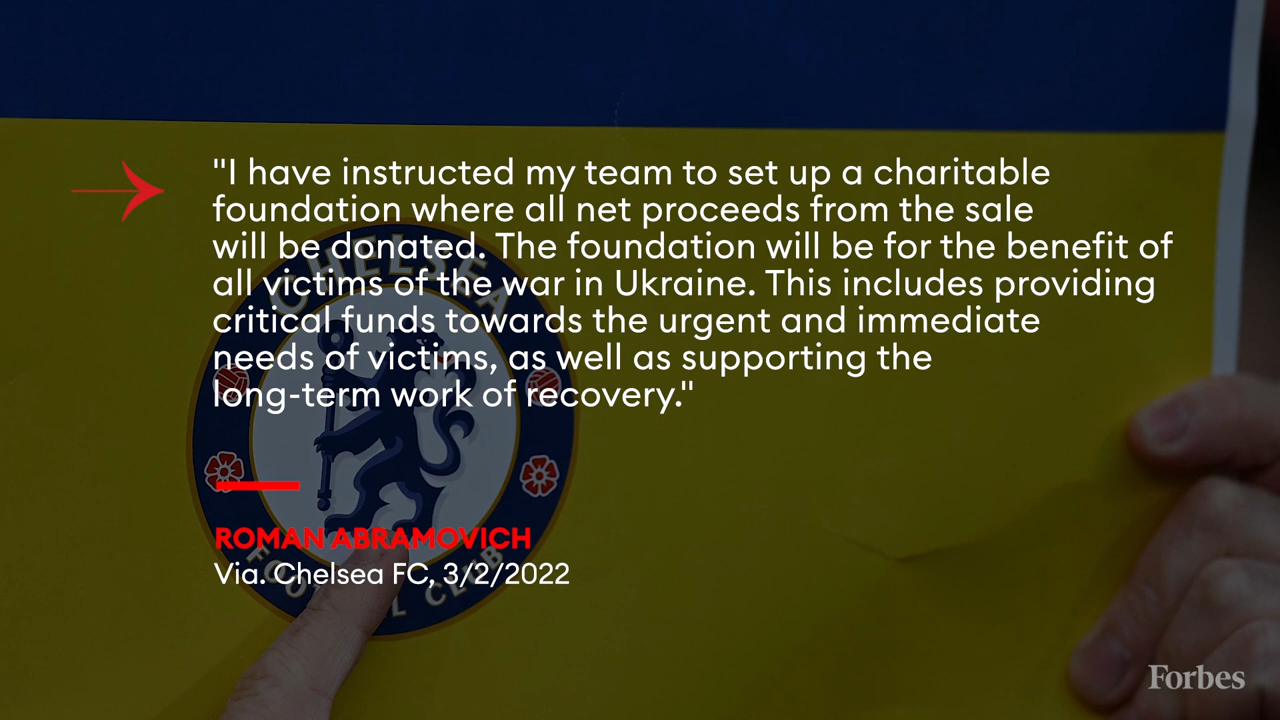 "I have instructed my team to set up a charitable
foundation where all net proceeds from the sale
will be donated. The foundation will be for the benefit of
all victims of the war in Ukraine. This includes providing
critical funds towards the urgent and immediate
needs of victims, as well as supporting the
long-term work of recovery."
CHELSEA
FOOTBALL CLUB
ROMAN ABRAMOVICH
Via. Chelsea FC, 3/2/2022
Forbes